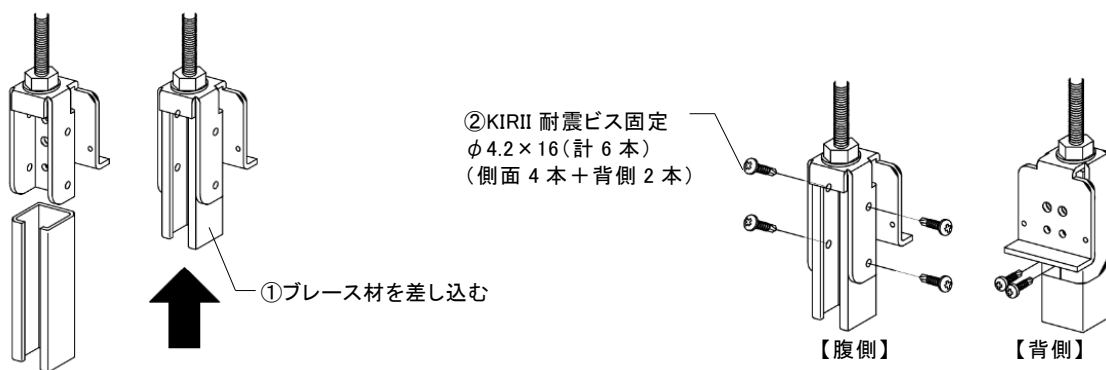 ①ブレース材を差し込む
②KIRII 耐震ビス固定
φ4.2×16(計 6 本)
(側面 4 本+背側 2 本)
【腹側】
【背側】